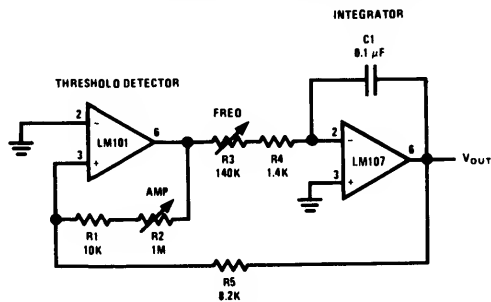 INTEGRATOR
C1
0.1 μF
THRESHOLD DETECTOR
FREQ
2
–
LM101
6
3
+
R3
140K
R4
1.4K
2
–
LM107
6
3
+
VOUT
AMP
R1
10K
R2
1M
R5
8.2K